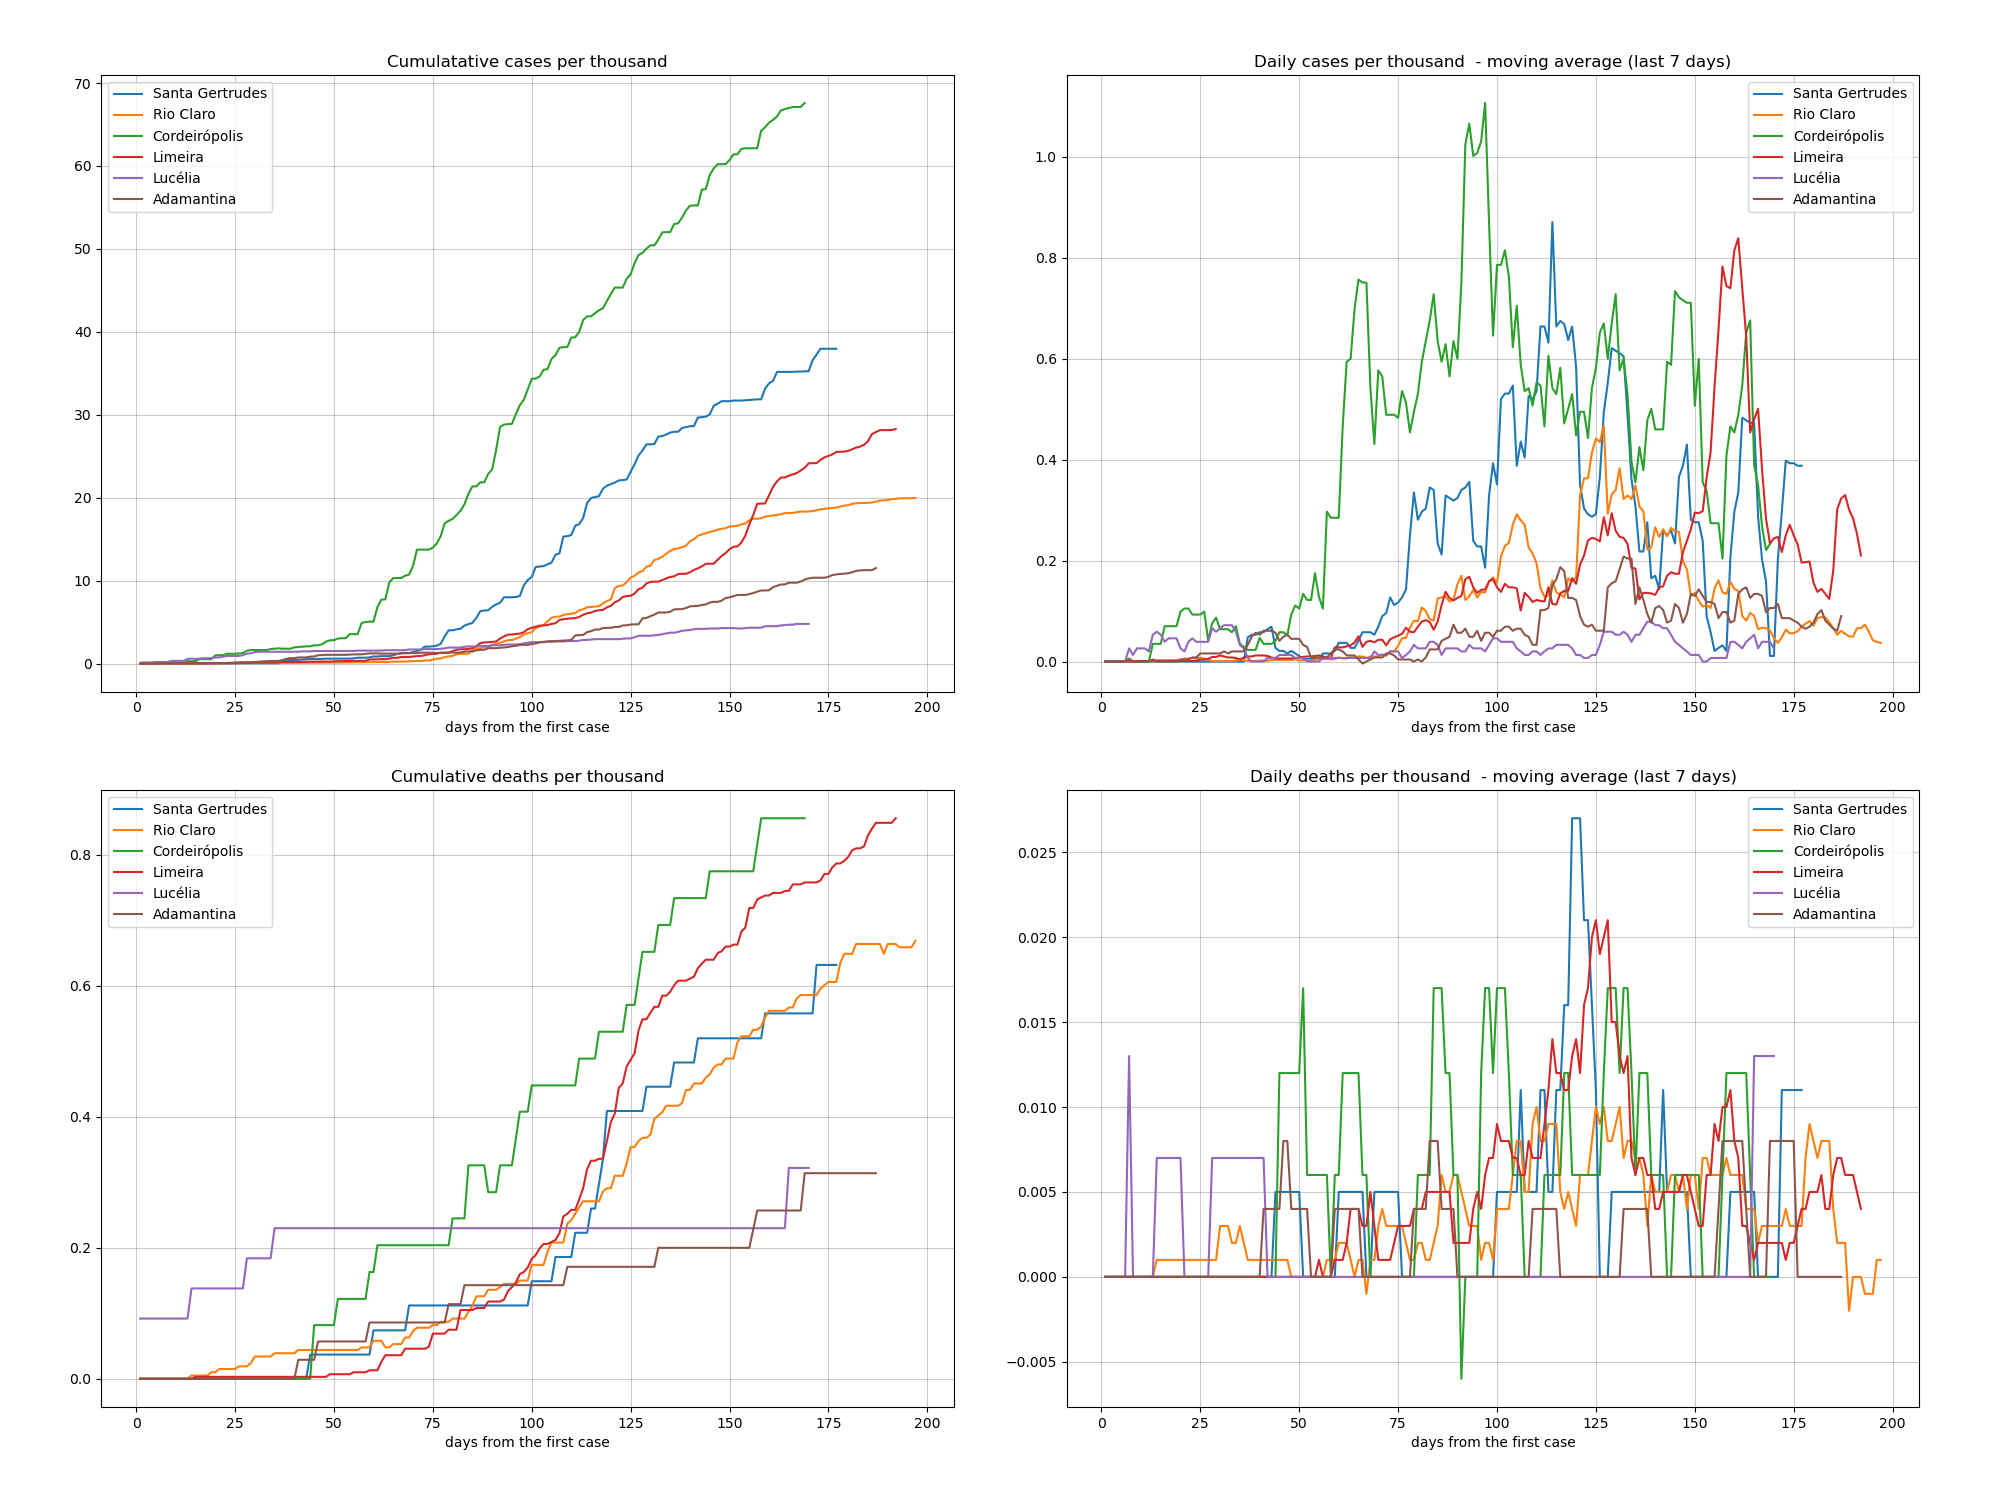 Cumulatative cases per thousand
70
60
50
40
30
20
10
0
Santa Gertrudes
Rio Claro
Cordeirópolis
Limeira
Lucélia
Adamantina
0 25 50 75 100 125 150 175 200
days from the first case
Daily cases per thousand - moving average (last 7 days)
1.0
0.8
0.6
0.4
0.2
0.0
Santa Gertrudes
Rio Claro
Cordeirópolis
Limeira
Lucélia
Adamantina
0 25 50 75 100 125 150 175 200
days from the first case
Cumulative deaths per thousand
0.8
0.6
0.4
0.2
0.0
Santa Gertrudes
Rio Claro
Cordeirópolis
Limeira
Lucélia
Adamantina
0 25 50 75 100 125 150 175 200
days from the first case
Daily deaths per thousand - moving average (last 7 days)
0.025
0.020
0.015
0.010
0.005
0.000
−0.005
Santa Gertrudes
Rio Claro
Cordeirópolis
Limeira
Lucélia
Adamantina
0 25 50 75 100 125 150 175 200
days from the first case